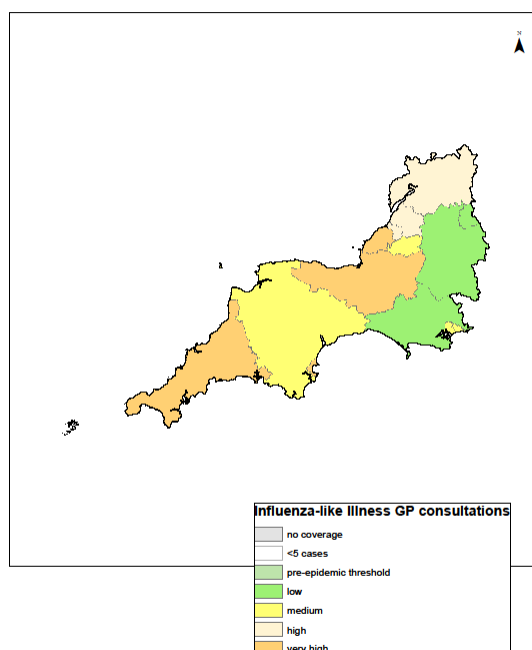 N
Influenza-like Illness GP consultations
no coverage
<5 cases
pre-epidemic threshold
low
medium
high
very high